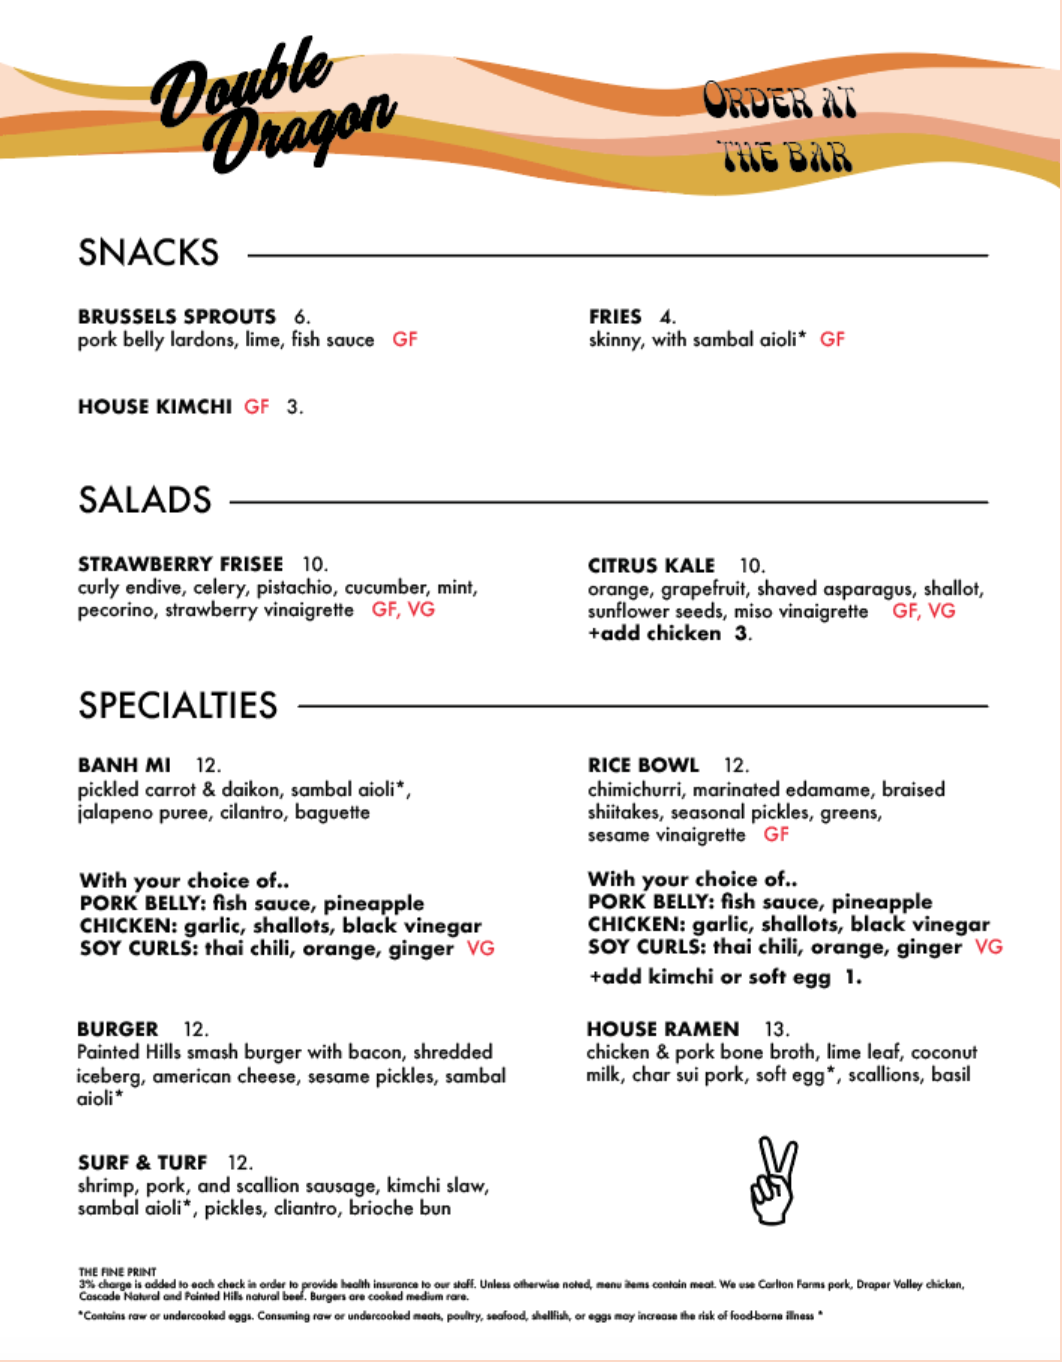 Double
Dragon
ORDER AT
THE BAR
SNACKS
BRUSSELS SPROUTS 6.
pork belly lardons, lime, fish sauce GF
FRIES 4.
skinny, with sambal aioli* GF
HOUSE KIMCHI GF 3.
SALADS
STRAWBERRY FRISEE 10.
curly endive, celery, pistachio, cucumber, mint,
pecorino, strawberry vinaigrette GF, VG
CITRUS KALE 10.
orange, grapefruit, shaved asparagus, shallot,
sunflower seeds, miso vinaigrette GF, VG
+add chicken 3.
SPECIALTIES
BANH MI 12.
pickled carrot & daikon, sambal aioli*,
jalapeno puree, cilantro, baguette
With your choice of..
PORK BELLY: fish sauce, pineapple
CHICKEN: garlic, shallots, black vinegar
SOY CURLS: thai chili, orange, ginger VG
RICE BOWL 12.
chimichurri, marinated edamame, braised
shiitakes, seasonal pickles, greens,
sesame vinaigrette GF
With your choice of..
PORK BELLY: fish sauce, pineapple
CHICKEN: garlic, shallots, black vinegar
SOY CURLS: thai chili, orange, ginger VG
+add kimchi or soft egg 1.
BURGER 12.
Painted Hills smash burger with bacon, shredded
iceberg, american cheese, sesame pickles, sambal
aioli*
HOUSE RAMEN 13.
chicken & pork bone broth, lime leaf, coconut
milk, char sui pork, soft egg*, scallions, basil
SURF & TURF 12.
shrimp, pork, and scallion sausage, kimchi slaw,
sambal aioli*, pickles, cliantro, brioche bun
THE FINE PRINT
3% charge is added to each check in order to provide health insurance to our staff. Unless otherwise noted, menu items contain meat. We use Carlton Farms pork, Draper Valley chicken,
Cascade Natural and Painted Hills natural beef. Burgers are cooked medium rare.
*Contains raw or undercooked eggs. Consuming raw or undercooked meats, poultry, seafood, shellfish, or eggs may increase the risk of food-borne illness *